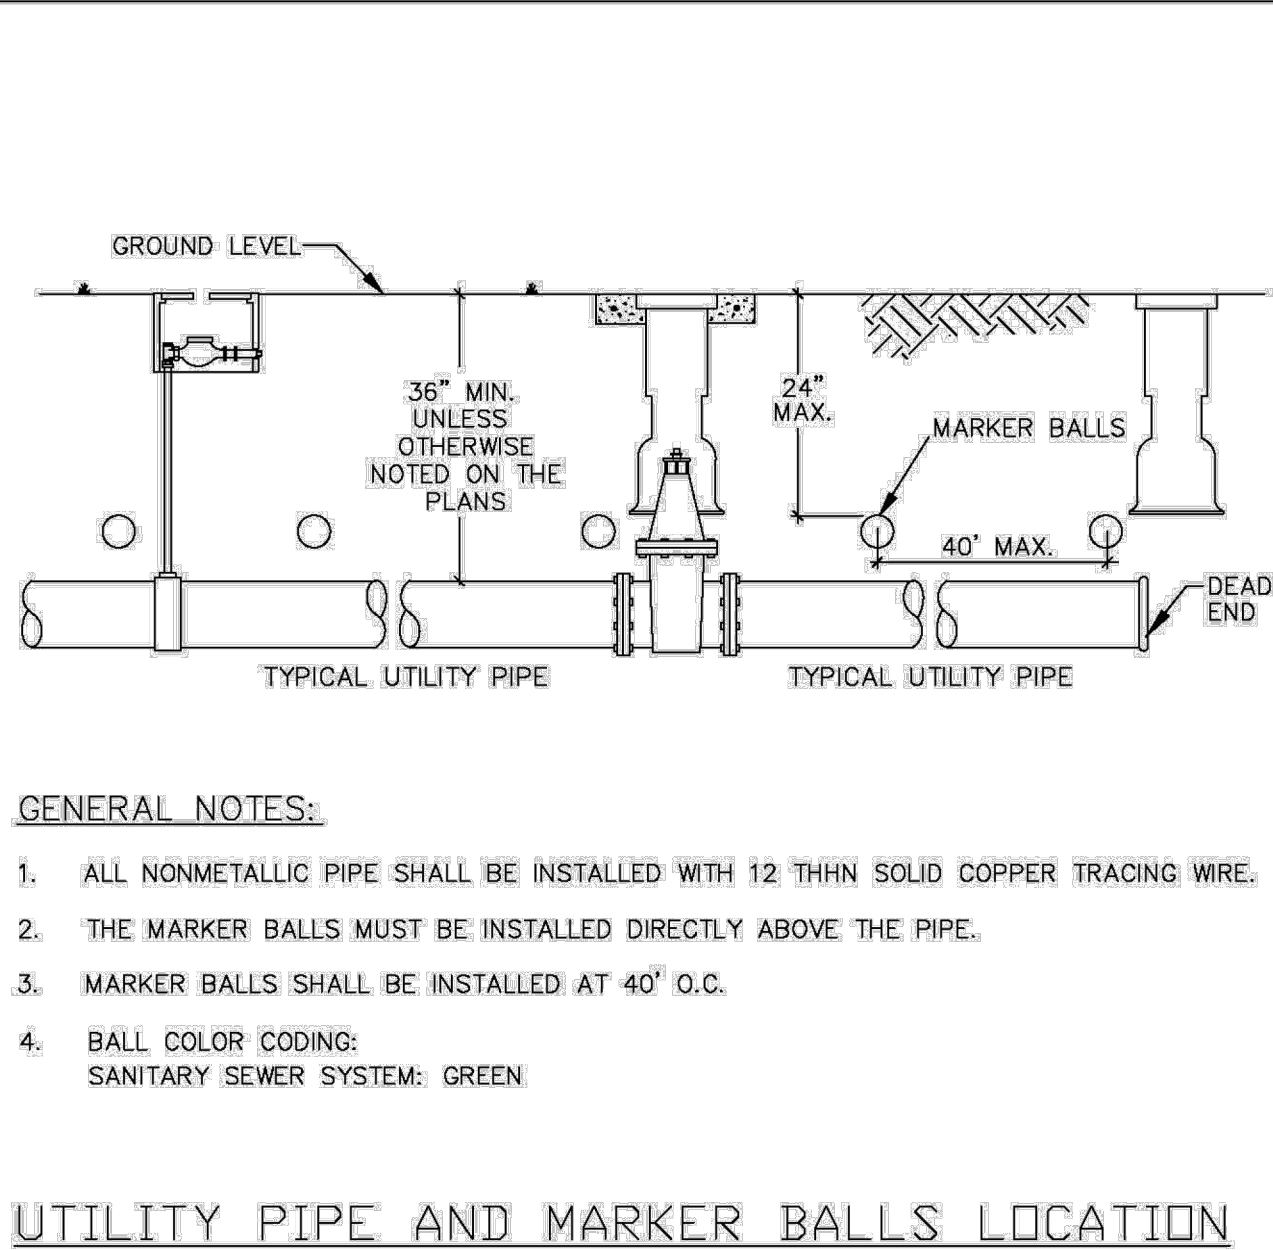 GROUND LEVEL
36" MIN.
UNLESS
OTHERWISE
NOTED ON THE
PLANS
24"
MAX.
MARKER BALLS
40' MAX.
DEAD
END
TYPICAL UTILITY PIPE
TYPICAL UTILITY PIPE
GENERAL NOTES:
1. ALL NONMETALLIC PIPE SHALL BE INSTALLED WITH 12 THHN SOLID COPPER TRACING WIRE.
2. THE MARKER BALLS MUST BE INSTALLED DIRECTLY ABOVE THE PIPE.
3. MARKER BALLS SHALL BE INSTALLED AT 40' O.C.
4. BALL COLOR CODING:
SANITARY SEWER SYSTEM: GREEN
UTILITY PIPE AND MARKER BALLS LOCATION